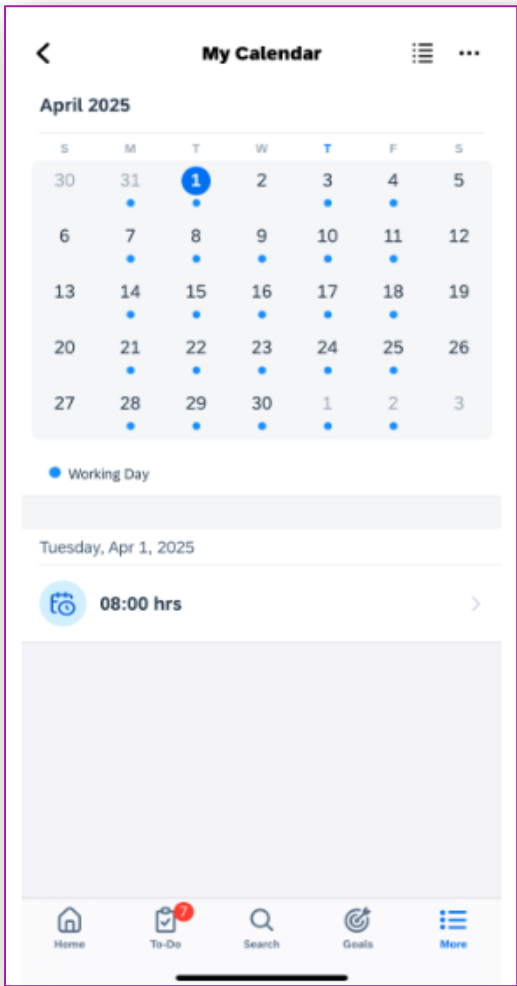 My Calendar
April 2025
S M T W T F S
30 31 1 2 3 4 5
6 7 8 9 10 11 12
13 14 15 16 17 18 19
20 21 22 23 24 25 26
27 28 29 30 1 2 3
Working Day
Tuesday, Apr 1, 2025
08:00 hrs
7
Home To-Do Search Goals More